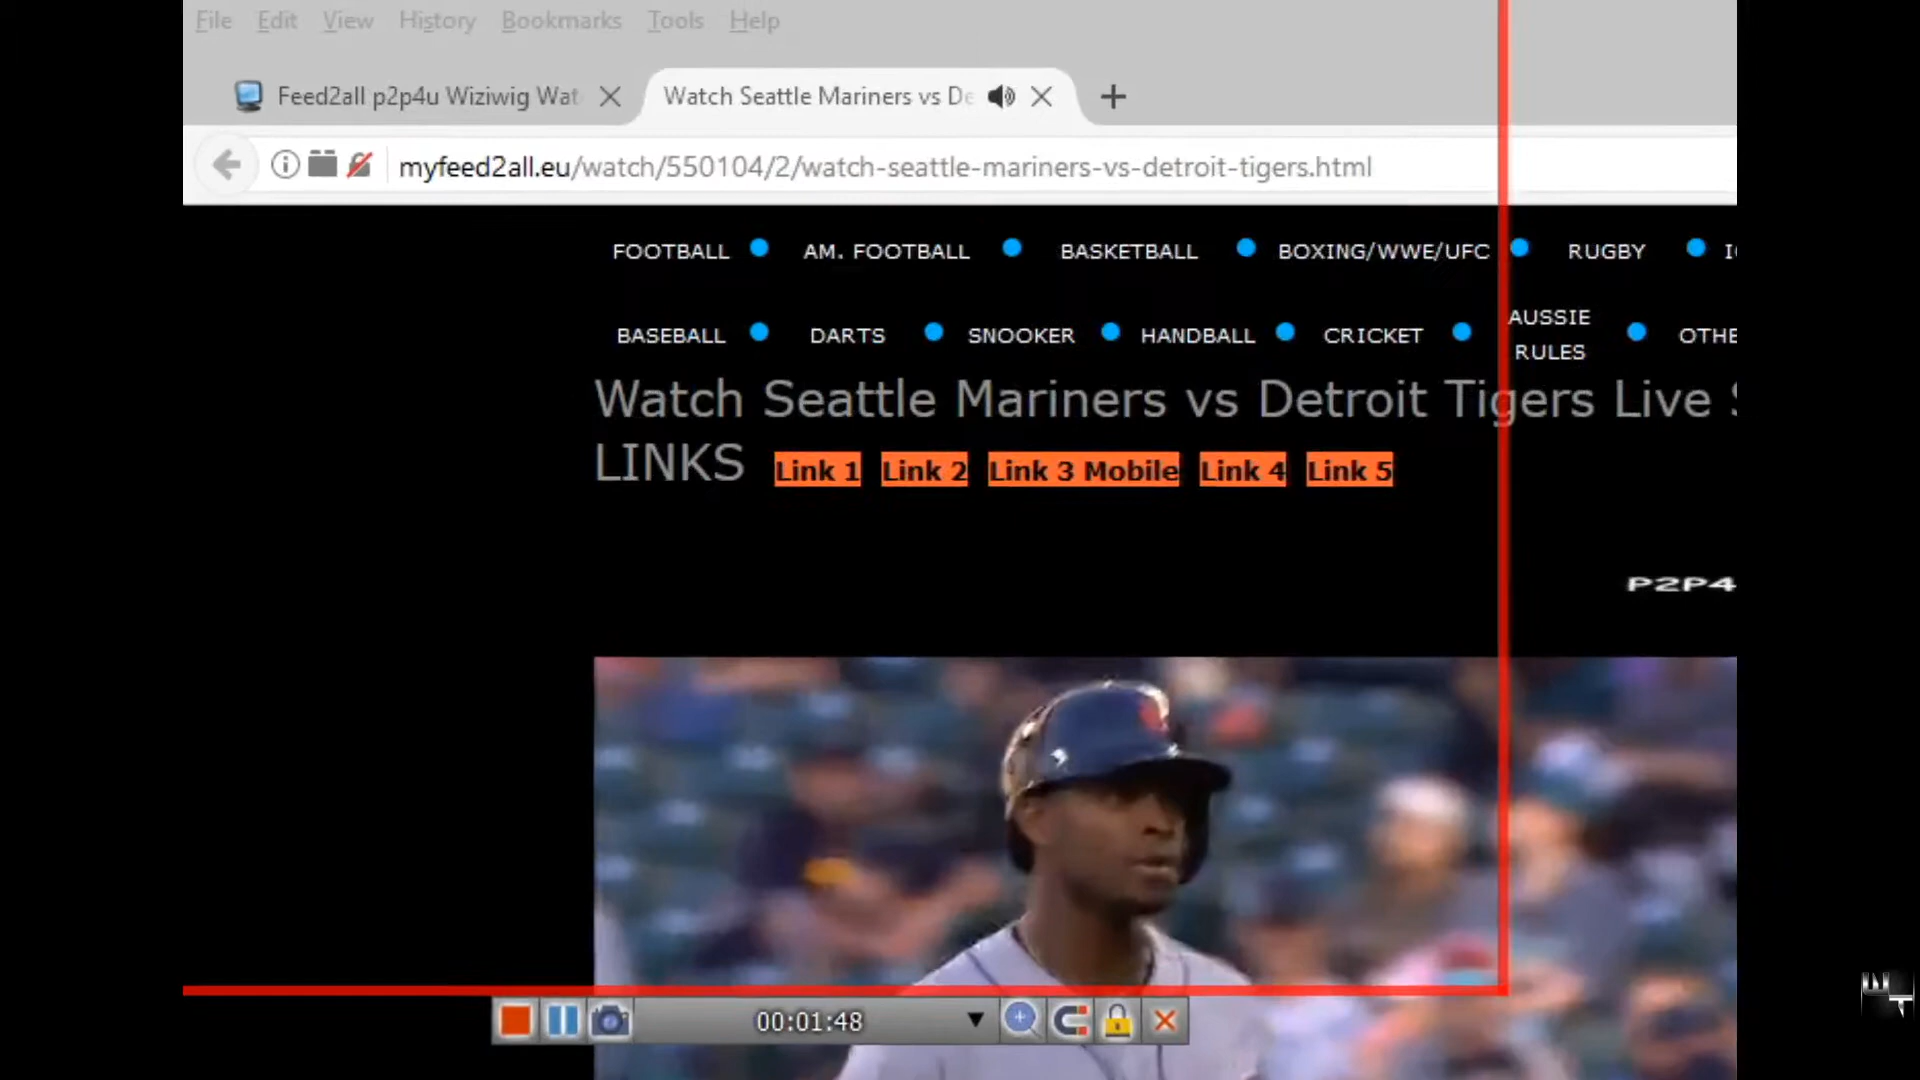 File Edit View History Bookmarks Tools Help
Feed2all p2p4u Wiziwig Wat
Watch Seattle Mariners vs De
myfeed2all.eu/watch/550104/2/watch-seattle-mariners-vs-detroit-tigers.html
FOOTBALL AM. FOOTBALL BASKETBALL BOXING/WWE/UFC RUGBY
BASEBALL DARTS SNOOKER HANDBALL CRICKET AUSSIE RULES OTHE
Watch Seattle Mariners vs Detroit Tigers Live
LINKS Link 1 Link 2 Link 3 Mobile Link 4 Link 5
P2P4
00:01:48